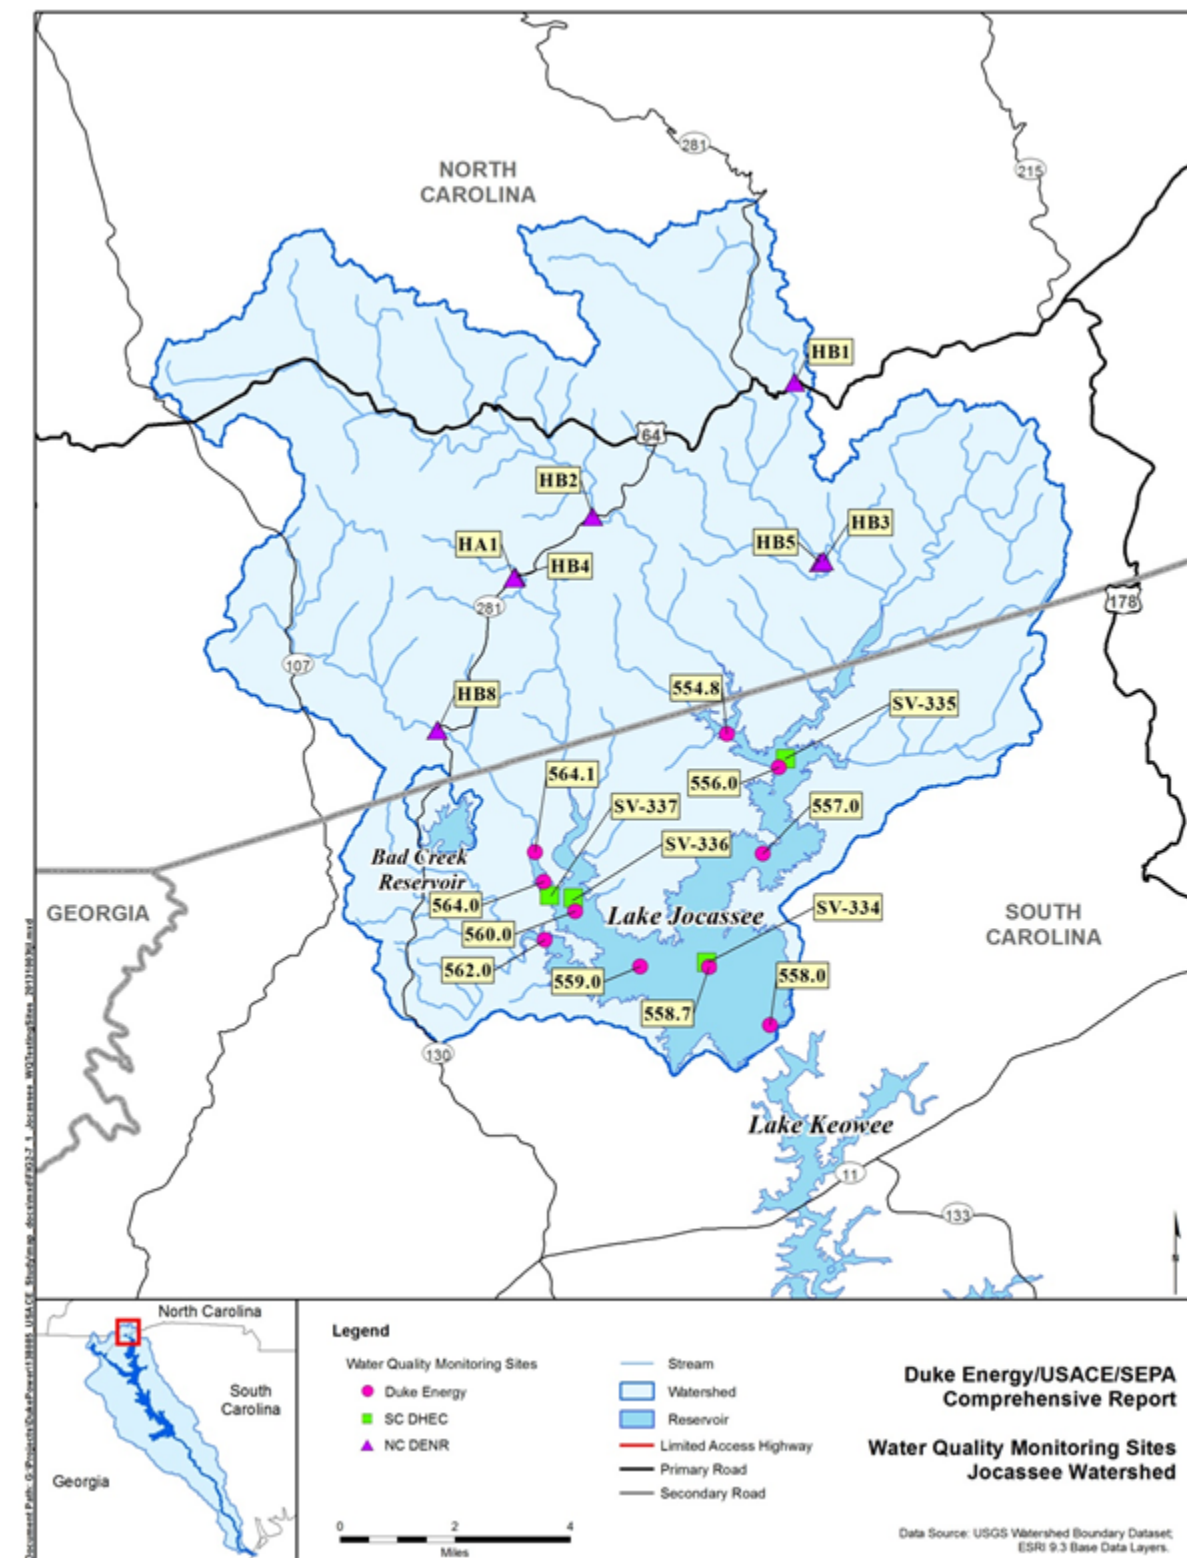 281
215
NORTH
CAROLINA
HB1
64
HB2
HB3
HB5
HA1
HB4
281
178
107
554.8
HB8
SV-335
564.1
556.0
557.0
SV-337
SV-336
Bad Creek
Reservoir
564.0
Lake Jocassee
SV-334
GEORGIA
SOUTH
CAROLINA
560.0
562.0
559.0
558.0
558.7
130
Lake Keowee
11
133
N
North Carolina
South
Carolina
Georgia
Legend
Water Quality Monitoring Sites
Duke Energy
SC DHEC
NC DENR
Stream
Watershed
Reservoir
Limited Access Highway
Primary Road
Secondary Road
0 2 4
Miles
Duke Energy/USACE/SEPA
Comprehensive Report
Water Quality Monitoring Sites
Jocassee Watershed
Data Source: USGS Watershed Boundary Dataset;
ESRI 9.3 Base Data Layers.